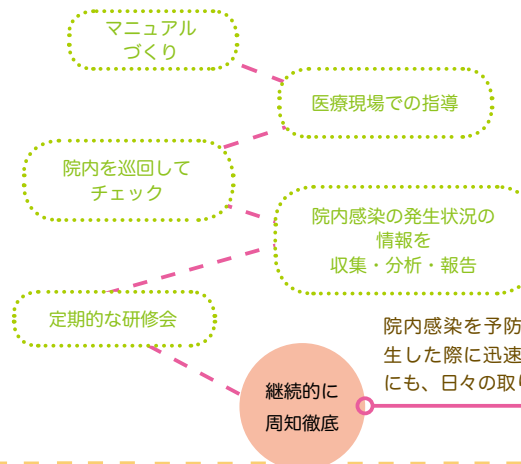 マニュアル
づくり
医療現場での指導
院内を巡回して
チェック
院内感染の発生状況の
情報を
収集・分析・報告
定期的な研修会
継続的に
周知徹底
院内感染を予防
生した際に迅速
にも、日々の取り